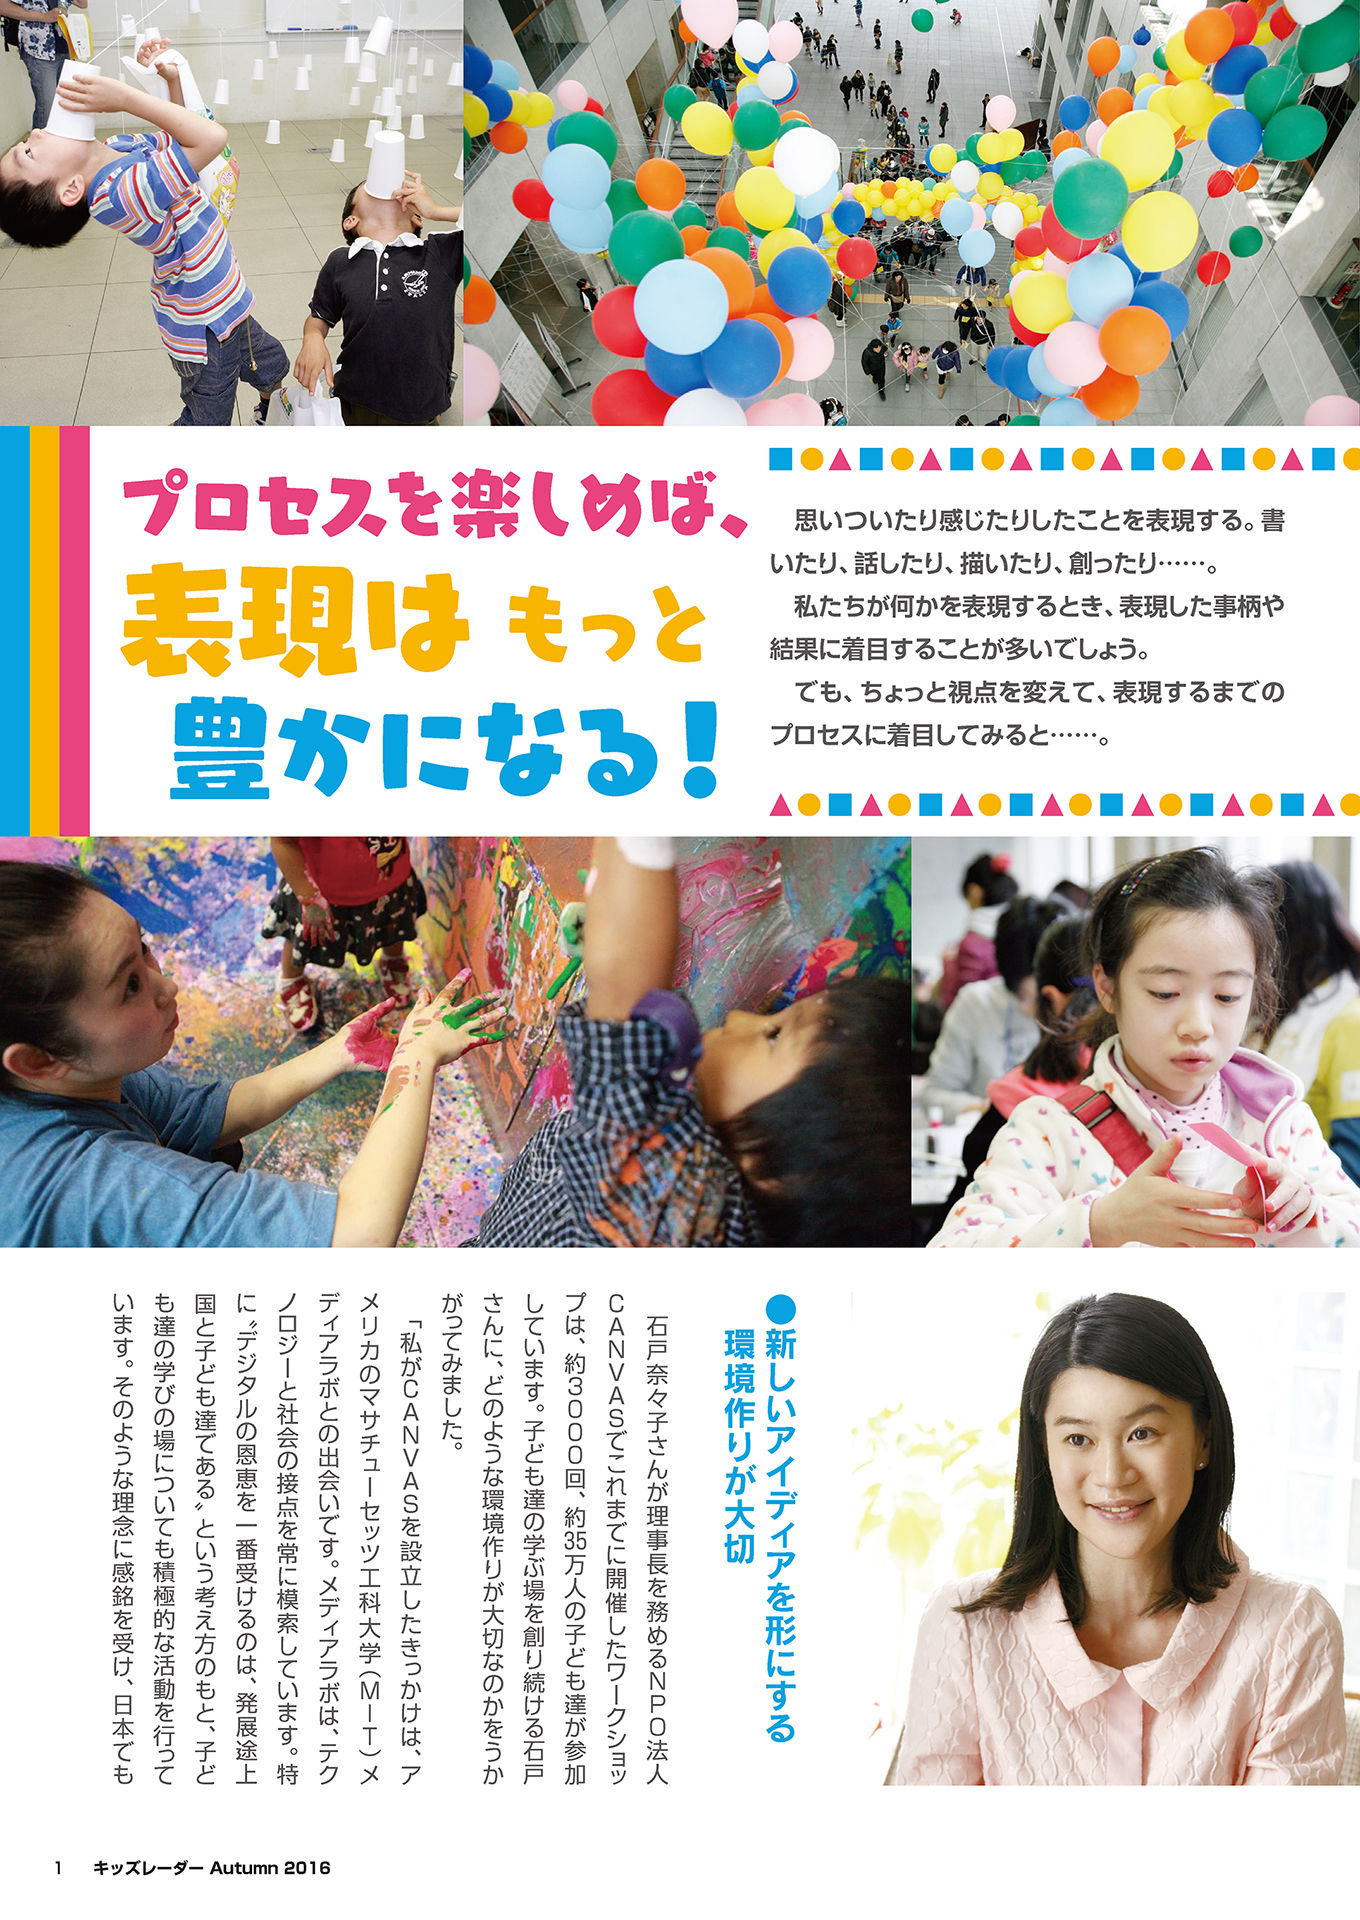 プロセスを楽しめば、
表現は もっと
豊かになる!
思いついたり感じたりしたことを表現する。書
いたり、話したり、描いたり、創ったり……。
私たちが何かを表現するとき、表現した事柄や
結果に着目することが多いでしょう。
でも、ちょっと視点を変えて、表現するまでの
プロセスに着目してみると……。
●新しいアイディアを形にする
環境作りが大切
石戸奈々子さんが理事長を務めるNPO法人
CANVASでこれまでに開催したワークショッ
プは、約3000回、約35万人の子ども達が参加
しています。子ども達の学ぶ場を創り続ける石戸
さんに、どのような環境作りが大切なのかをうか
がってみました。
「私がCANVASを設立したきっかけは、ア
メリカのマサチューセッツ工科大学(MIT)メ
ディアラボとの出会いです。メディアラボは、テク
ノロジーと社会の接点を常に模索しています。特
に〝デジタルの恩恵を一番受けるのは、発展途上
国と子ども達である〟という考え方のもと、子ど
も達の学びの場についても積極的な活動を行って
います。そのような理念に感銘を受け、日本でも
1 キッズレーダー Autumn 2016